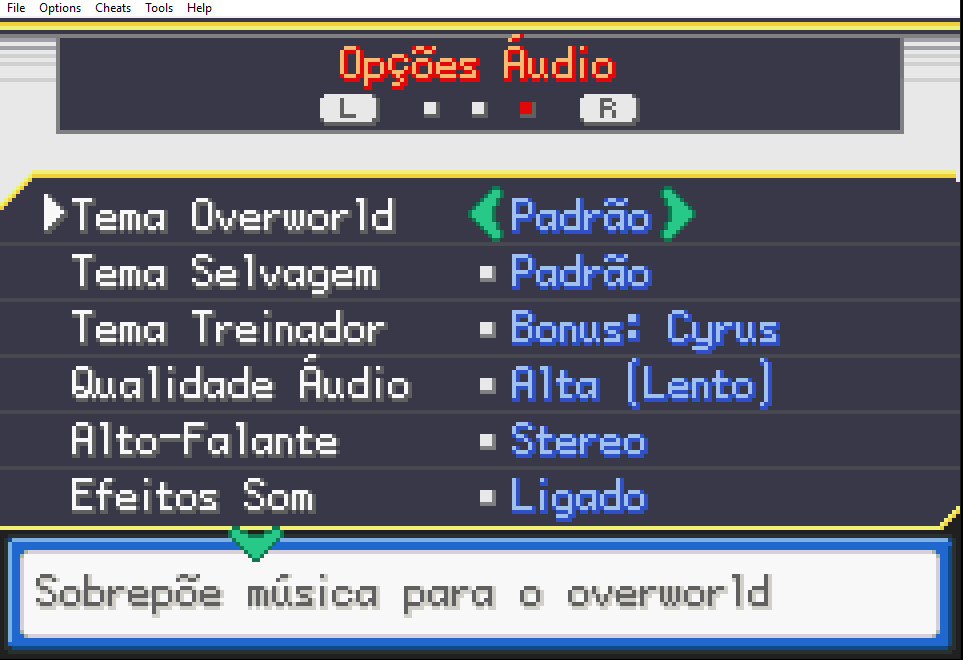 File Options Cheats Tools Help
Opções Áudio
L R
Tema Overworld Padrão
Tema Selvagem Padrão
Tema Treinador Bonus: Cyrus
Qualidade Áudio Alta (Lento)
Alto-Falante Stereo
Efeitos Som Ligado
Sobrepõe música para o overworld